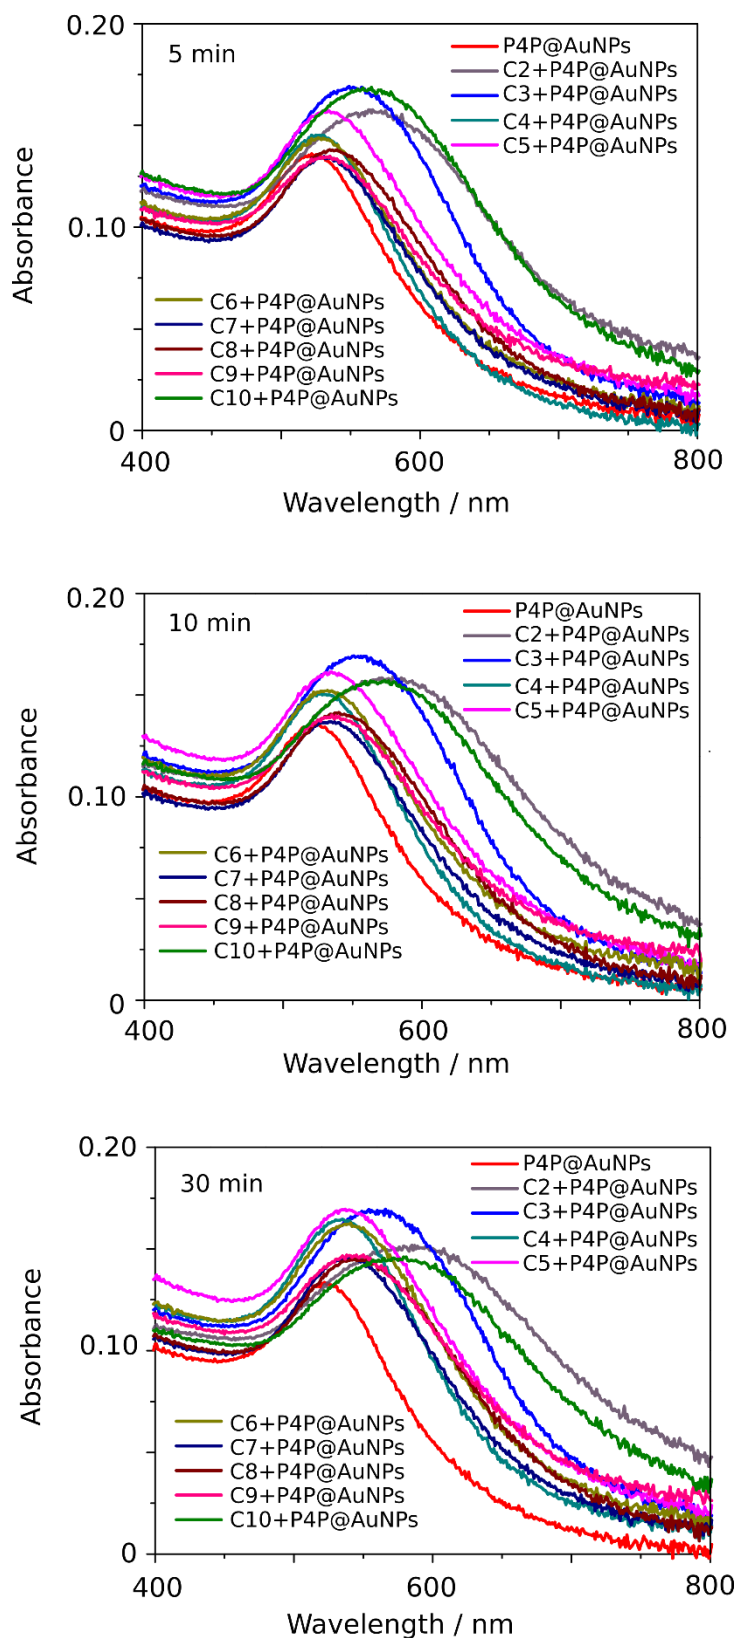 5 min
0.20
0.10
0
Absorbance
P4P@AuNPs
C2+P4P@AuNPs
C3+P4P@AuNPs
C4+P4P@AuNPs
C5+P4P@AuNPs
C6+P4P@AuNPs
C7+P4P@AuNPs
C8+P4P@AuNPs
C9+P4P@AuNPs
C10+P4P@AuNPs
400 600 800
Wavelength / nm
10 min
0.20
0.10
0
Absorbance
P4P@AuNPs
C2+P4P@AuNPs
C3+P4P@AuNPs
C4+P4P@AuNPs
C5+P4P@AuNPs
C6+P4P@AuNPs
C7+P4P@AuNPs
C8+P4P@AuNPs
C9+P4P@AuNPs
C10+P4P@AuNPs
400 600 800
Wavelength / nm
30 min
0.20
0.10
0
Absorbance
P4P@AuNPs
C2+P4P@AuNPs
C3+P4P@AuNPs
C4+P4P@AuNPs
C5+P4P@AuNPs
C6+P4P@AuNPs
C7+P4P@AuNPs
C8+P4P@AuNPs
C9+P4P@AuNPs
C10+P4P@AuNPs
400 600 800
Wavelength / nm